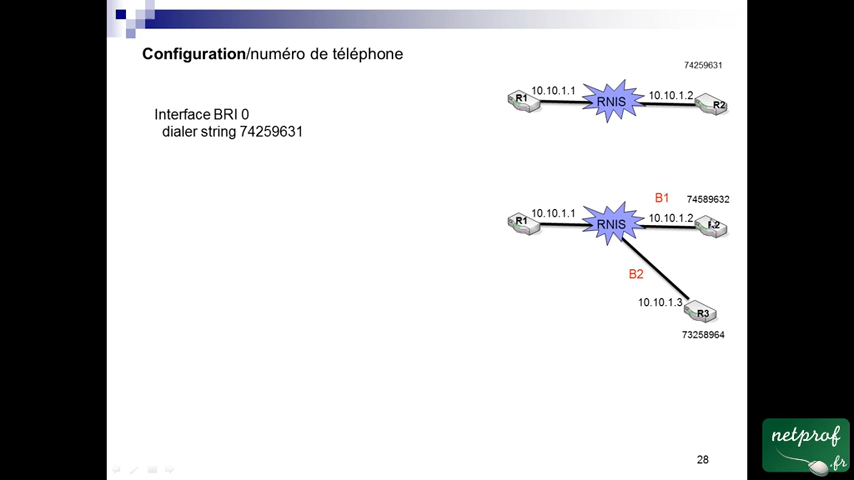 Configuration/numéro de téléphone
Interface BRI 0
dialer string 74259631
74259631
R1 10.10.1.1 RNIS 10.10.1.2 R2
B1 74589632
R1 10.10.1.1 RNIS 10.10.1.2 R2
B2
10.10.1.3 R3
73258964
28
netprof
.fr